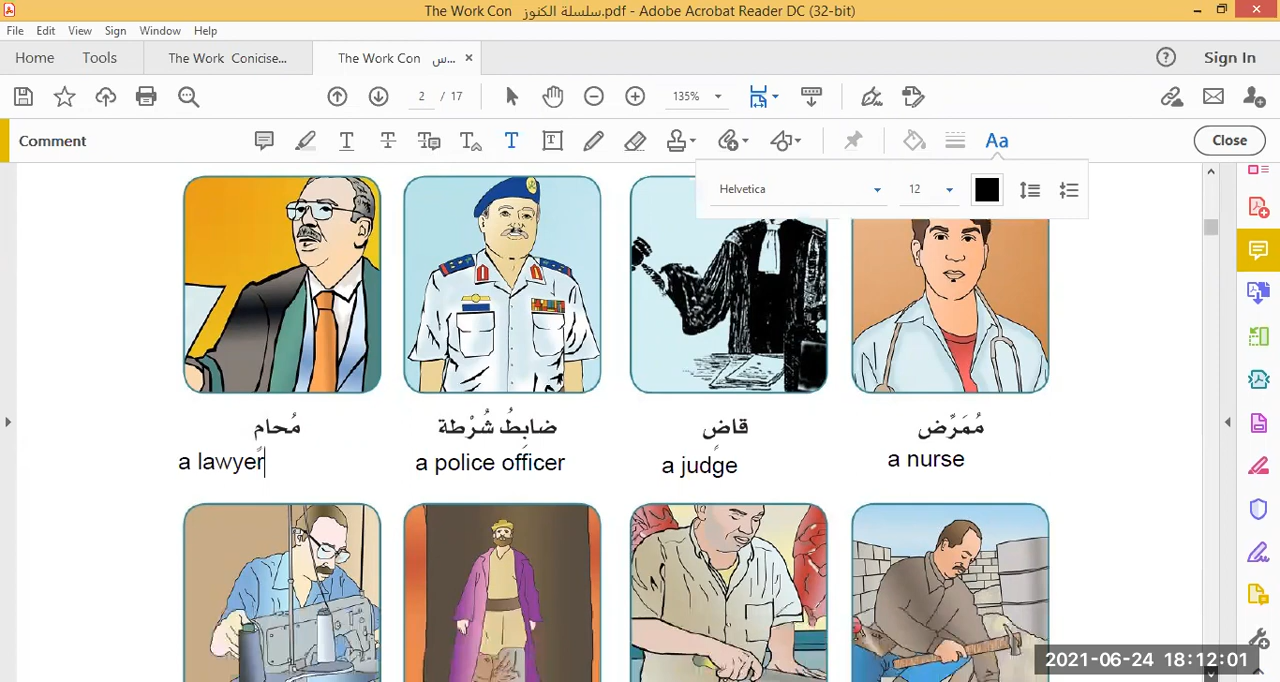 The Work Con سلسلة الكنوز.pdf - Adobe Acrobat Reader DC (32-bit)
File Edit View Sign Window Help
Home Tools The Work Conicise... The Work Con س... ×
2 / 17 135% Sign In
Comment Close
Helvetica 12
مُحامٍ ضابِطُ شُرْطة قاضٍ مُمَرِّض
a lawyer a police officer a judge a nurse
2021-06-24 18:12:01